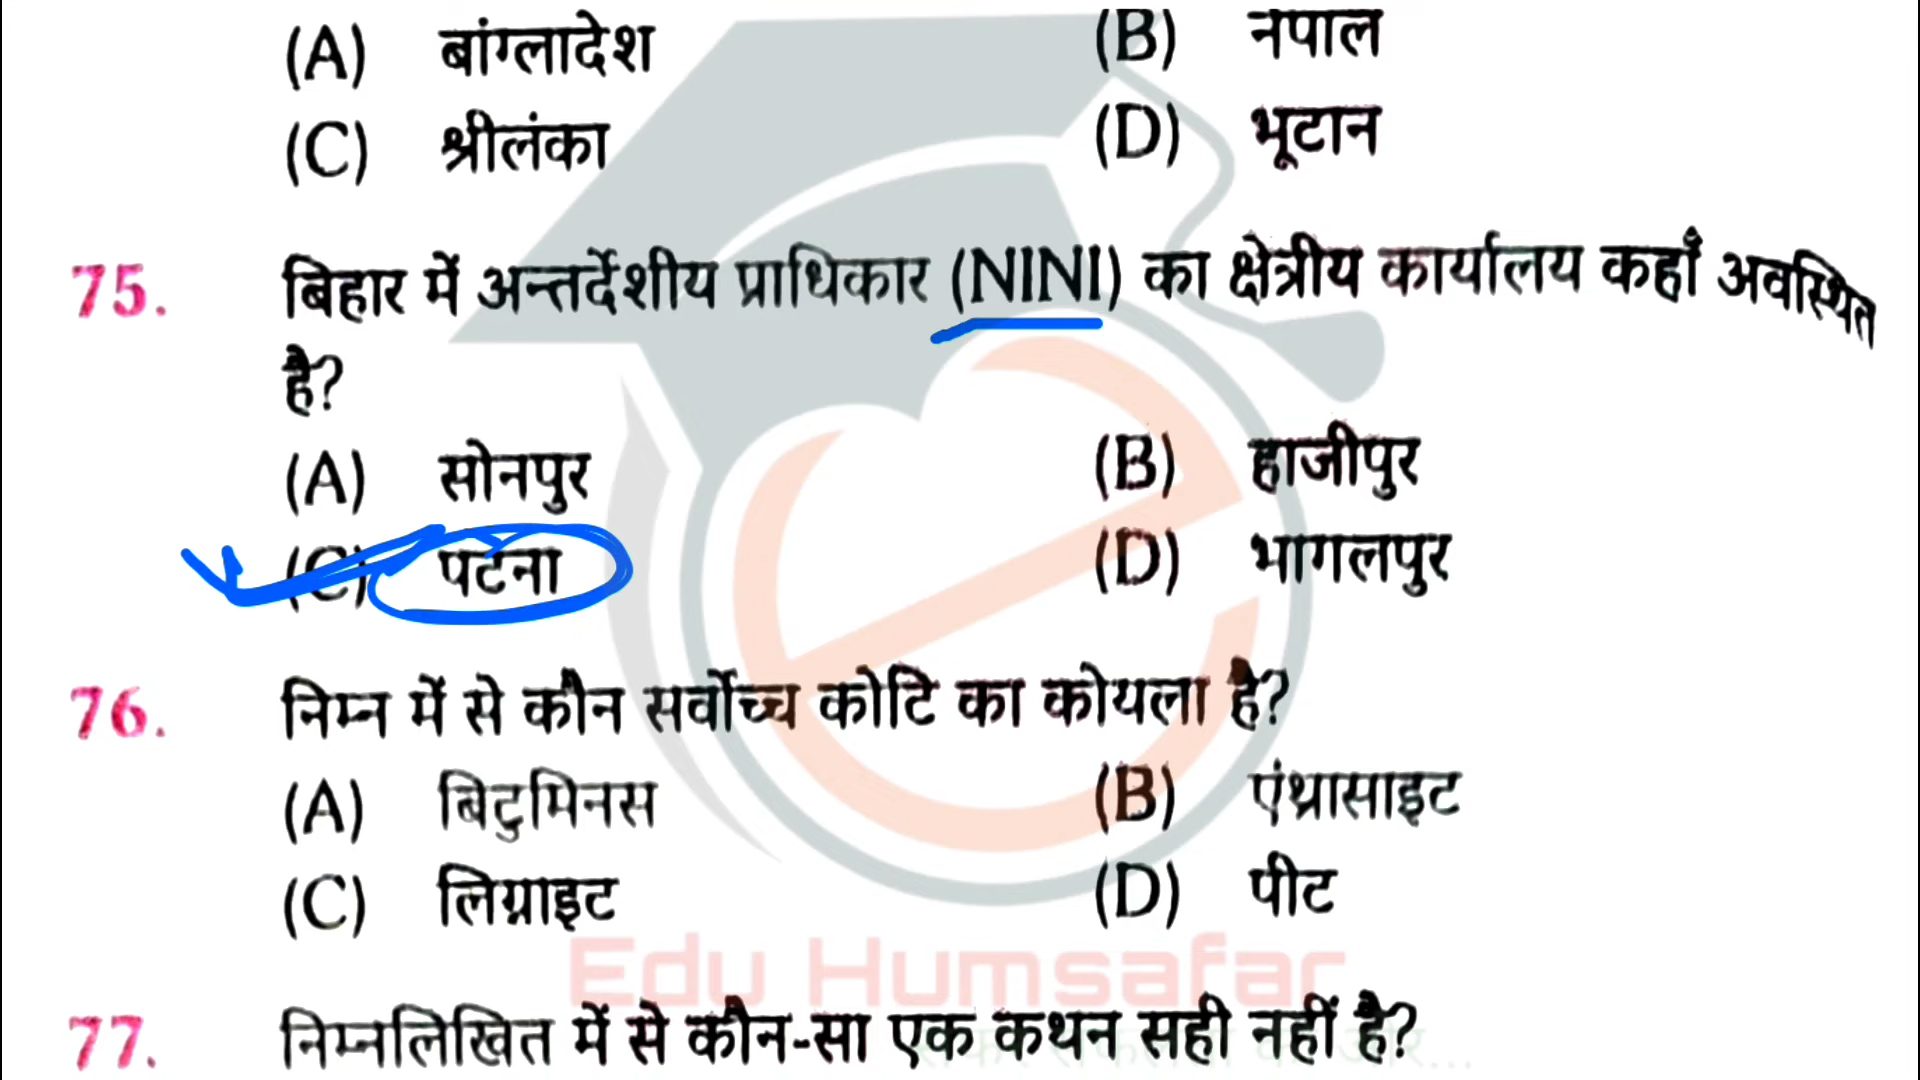 (A) बांग्लादेश (B) नेपाल
(C) श्रीलंका (D) भूटान
75. बिहार में अन्तर्देशीय प्राधिकार (NINI) का क्षेत्रीय कार्यालय कहाँ अवस्थित
है?
(A) सोनपुर (B) हाजीपुर
(C) पटना (D) भागलपुर
76. निम्न में से कौन सर्वोच्च कोटि का कोयला है?
(A) बिटुमिनस (B) एंथ्रासाइट
(C) लिग्नाइट (D) पीट
Edu Humsafar
77. निम्नलिखित में से कौन-सा एक कथन सही नहीं है?